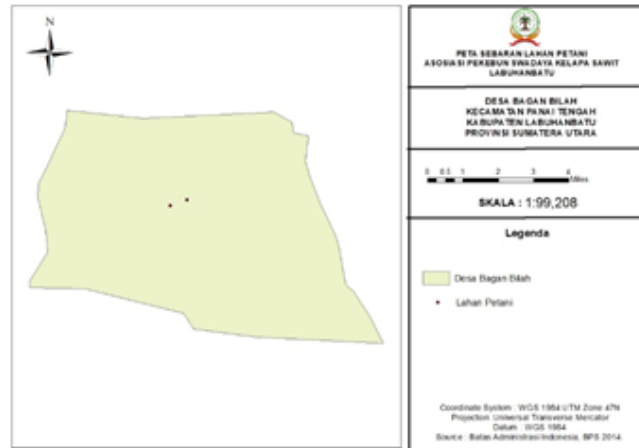 PETA SEBARAN LAHAN PETANI
ASOSIASI PEKEBUN SWADAYA KELAPA SAWIT
LABUHANBATU
DESA BAGAN BILAH
KECAMATAN PANAI TENGAH
KABUPATEN LABUHANBATU
PROVINSI SUMATERA UTARA
0 0.5 1 2 3 4
Miles
SKALA : 1:99,208
Legenda
Desa Bagan Bilah
Lahan Petani
Coordinate System : WGS 1984 UTM Zone 47N
Projection: Universal Transverse Mercator
Datum : WGS 1984
Source : Batas Administrasi Indonesia, BPS 2014.